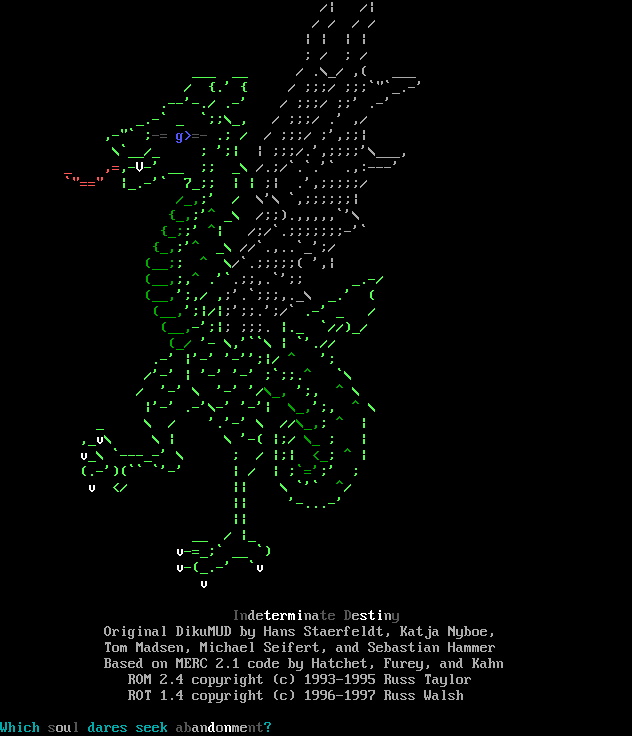 Indeterminate Destiny
Original DikuMUD by Hans Staerfeldt, Katja Nyboe,
Tom Madsen, Michael Seifert, and Sebastian Hammer
Based on MERC 2.1 code by Hatchet, Furey, and Kahn
ROM 2.4 copyright (c) 1993-1995 Russ Taylor
ROT 1.4 copyright (c) 1996-1997 Russ Walsh
Which soul dares seek abandonment?